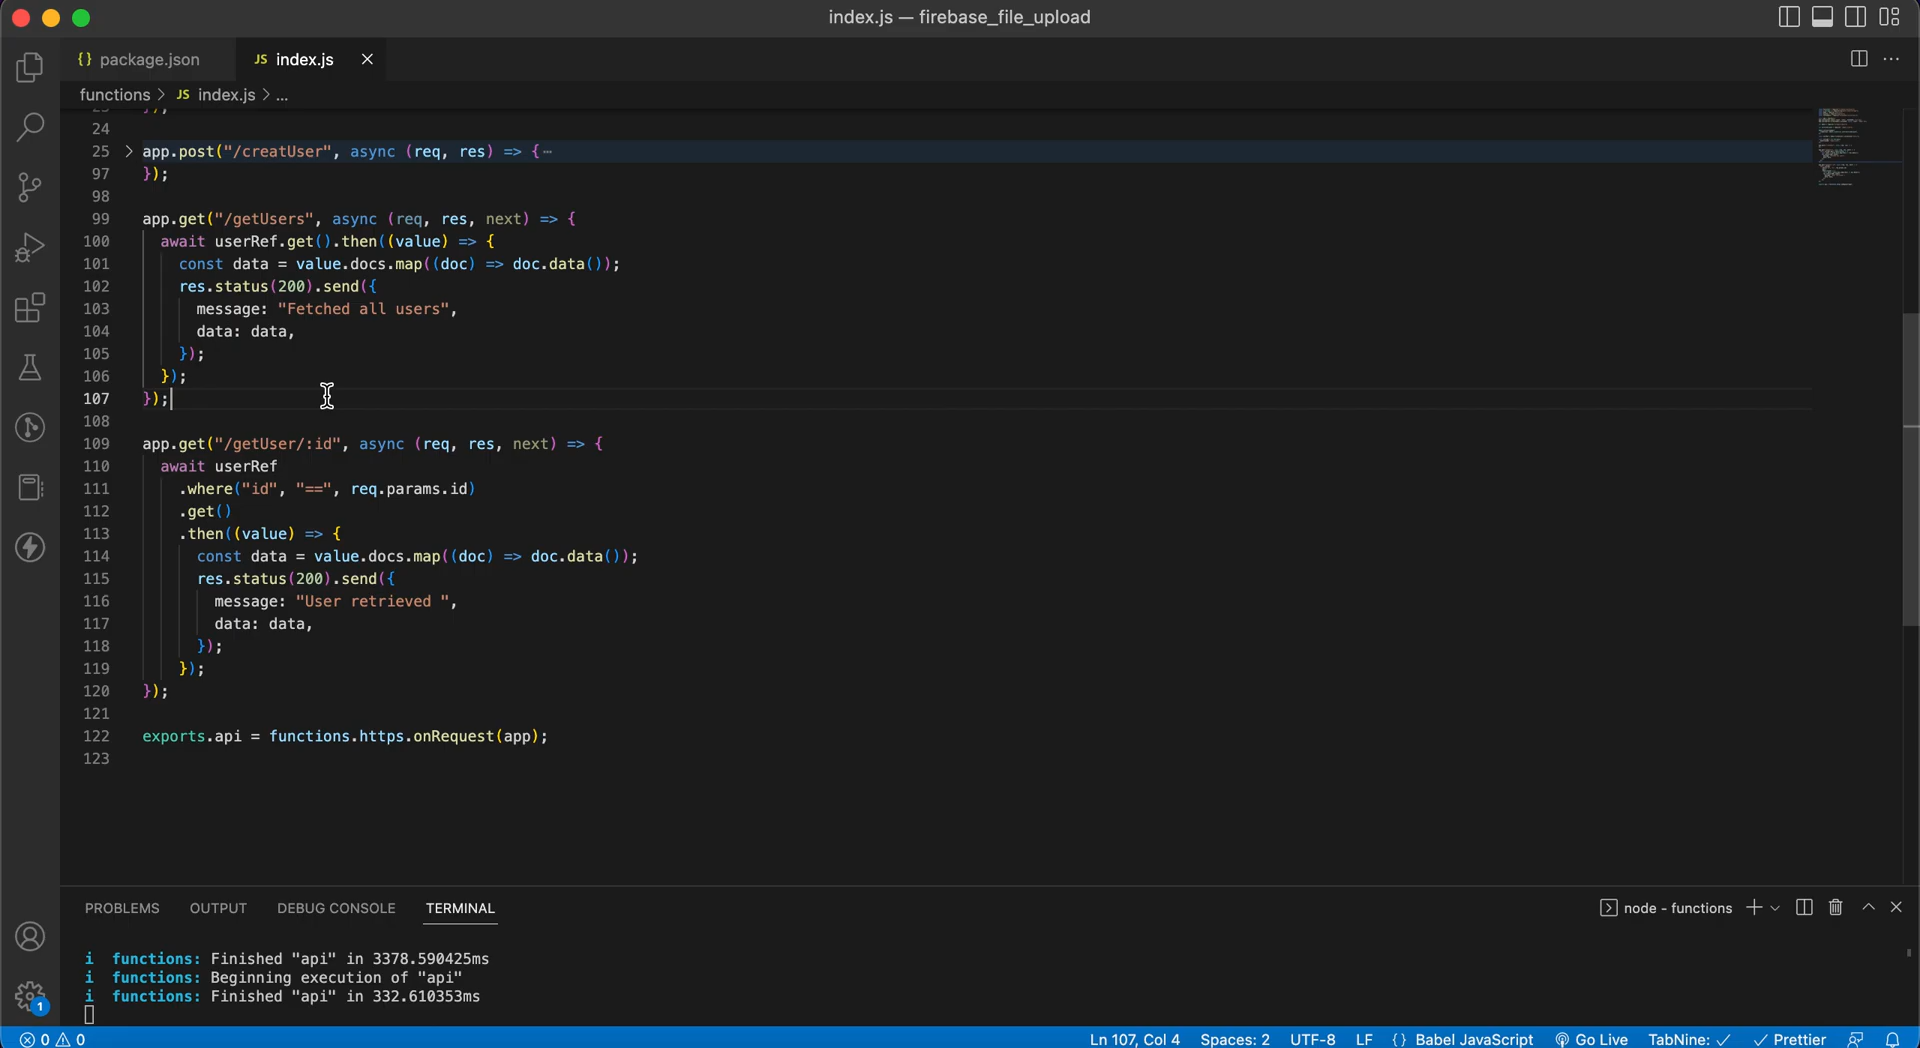 index.js — firebase_file_upload
{} package.json
JS index.js
functions > JS index.js > ...
24
25 > app.post("/creatUser", async (req, res) => {⋯
97 });
98
99 app.get("/getUsers", async (req, res, next) => {
100 await userRef.get().then((value) => {
101 const data = value.docs.map((doc) => doc.data());
102 res.status(200).send({
103 message: "Fetched all users",
104 data: data,
105 });
106 });
107 });
108
109 app.get("/getUser/:id", async (req, res, next) => {
110 await userRef
111 .where("id", "==", req.params.id)
112 .get()
113 .then((value) => {
114 const data = value.docs.map((doc) => doc.data());
115 res.status(200).send({
116 message: "User retrieved ",
117 data: data,
118 });
119 });
120 });
121
122 exports.api = functions.https.onRequest(app);
123
PROBLEMS OUTPUT DEBUG CONSOLE TERMINAL node - functions
i functions: Finished "api" in 3378.590425ms
i functions: Beginning execution of "api"
i functions: Finished "api" in 332.610353ms
1
0 0 Ln 107, Col 4 Spaces: 2 UTF-8 LF {} Babel JavaScript Go Live TabNine: ✓ ✓ Prettier